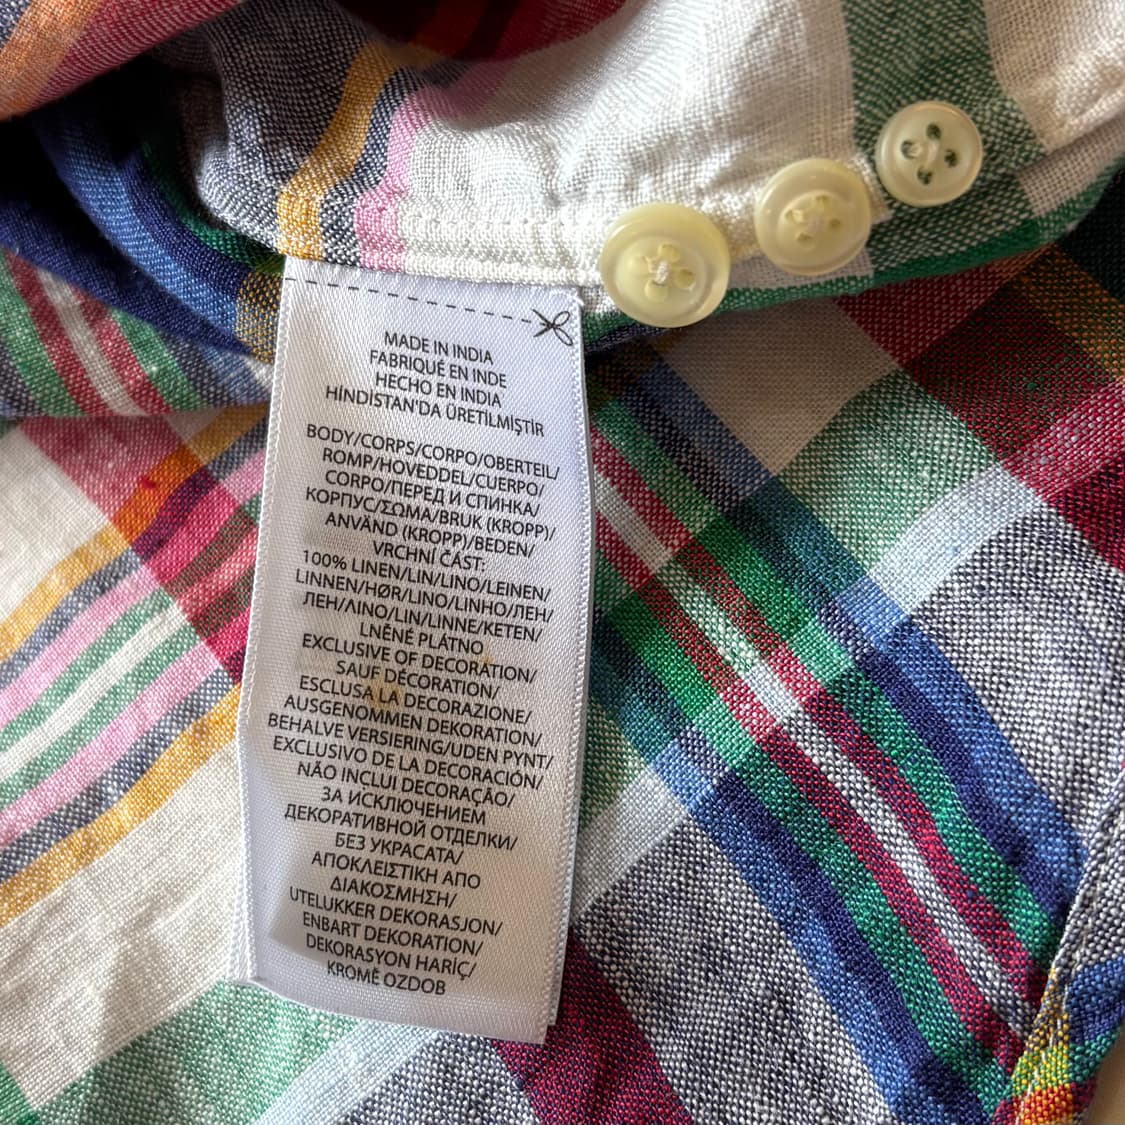 MADE IN INDIA
FABRIQUÉ EN INDE
HECHO EN INDIA
HİNDİSTAN'DA ÜRETİLMİŞTİR
BODY/CORPS/CORPO/OBERTEIL/
ROMP/HOVEDDEL/CUERPO/
CORPO/ПЕРЕД И СПИНКА/
КОРПУС/ΣΩΜΑ/BRUK (KROPP)/
ANVÄND (KROPP)/BEDEN/
VRCHNÍ ČÁST:
100% LINEN/LIN/LINO/LEINEN/
LINNEN/HØR/LINO/LINHO/ЛЕН/
ЛЕН/ΛΙΝΟ/LIN/LINNE/KETEN/
LNĚNÉ PLÁTNO
EXCLUSIVE OF DECORATION/
SAUF DÉCORATION/
ESCLUSA LA DECORAZIONE/
AUSGENOMMEN DEKORATION/
BEHALVE VERSIERING/UDEN PYNT/
EXCLUSIVO DE LA DECORACIÓN/
NÃO INCLUI DECORAÇÃO/
ЗА ИСКЛЮЧЕНИЕМ
ДЕКОРАТИВНОЙ ОТДЕЛКИ/
БЕЗ УКРАСАТА/
ΑΠΟΚΛΕΙΣΤΙΚΗ ΑΠΟ
ΔΙΑΚΟΣΜΗΣΗ/
UTELUKKER DEKORASJON/
ENBART DEKORATION/
DEKORASYON HARİÇ/
KROMĚ OZDOB